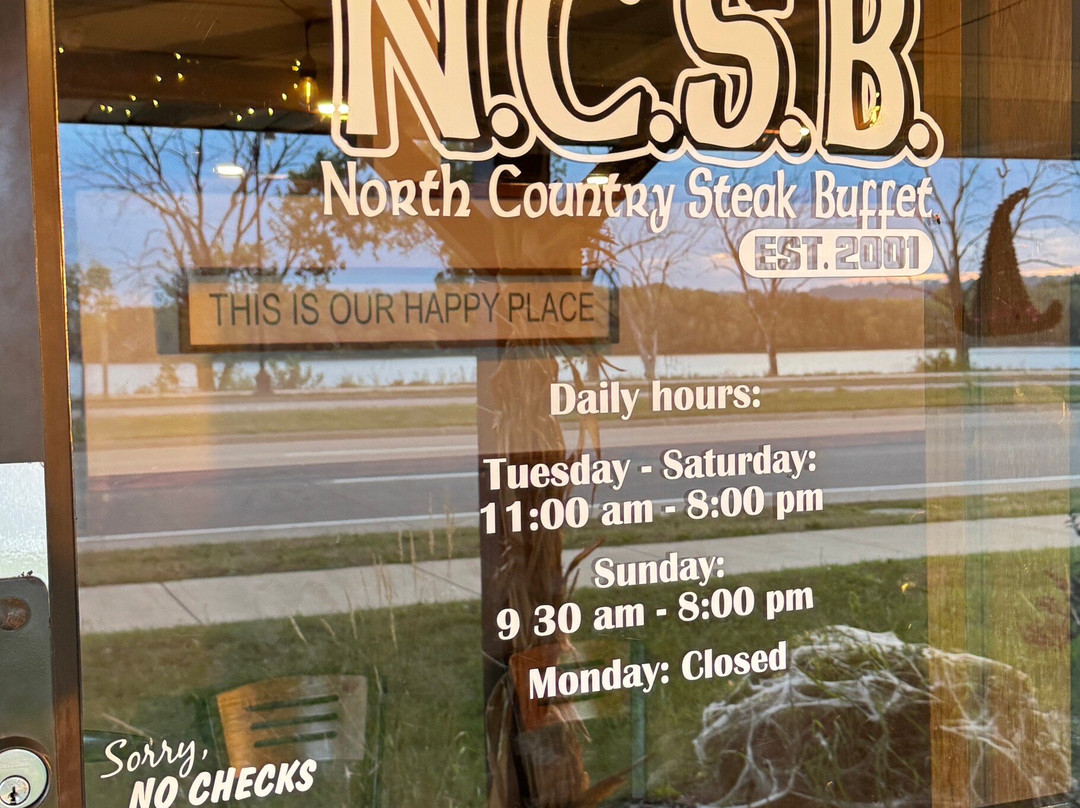 N.C.S.B.
North Country Steak Buffet
EST. 2001
THIS IS OUR HAPPY PLACE
Daily hours:
Tuesday - Saturday:
11:00 am - 8:00 pm
Sunday:
9 30 am - 8:00 pm
Monday: Closed
Sorry,
NO CHECKS